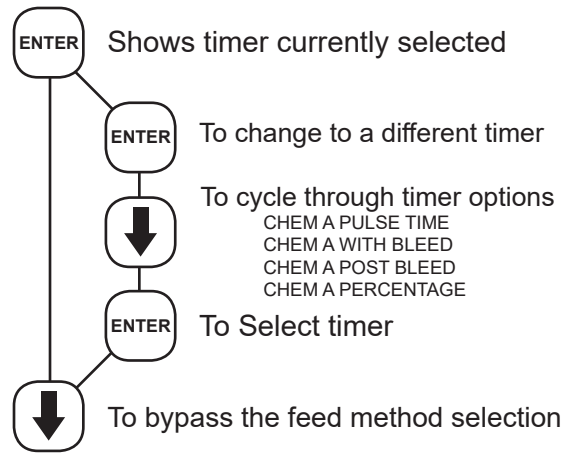 ENTER Shows timer currently selected
ENTER To change to a different timer
To cycle through timer options
CHEM A PULSE TIME
CHEM A WITH BLEED
CHEM A POST BLEED
CHEM A PERCENTAGE
ENTER To Select timer
To bypass the feed method selection